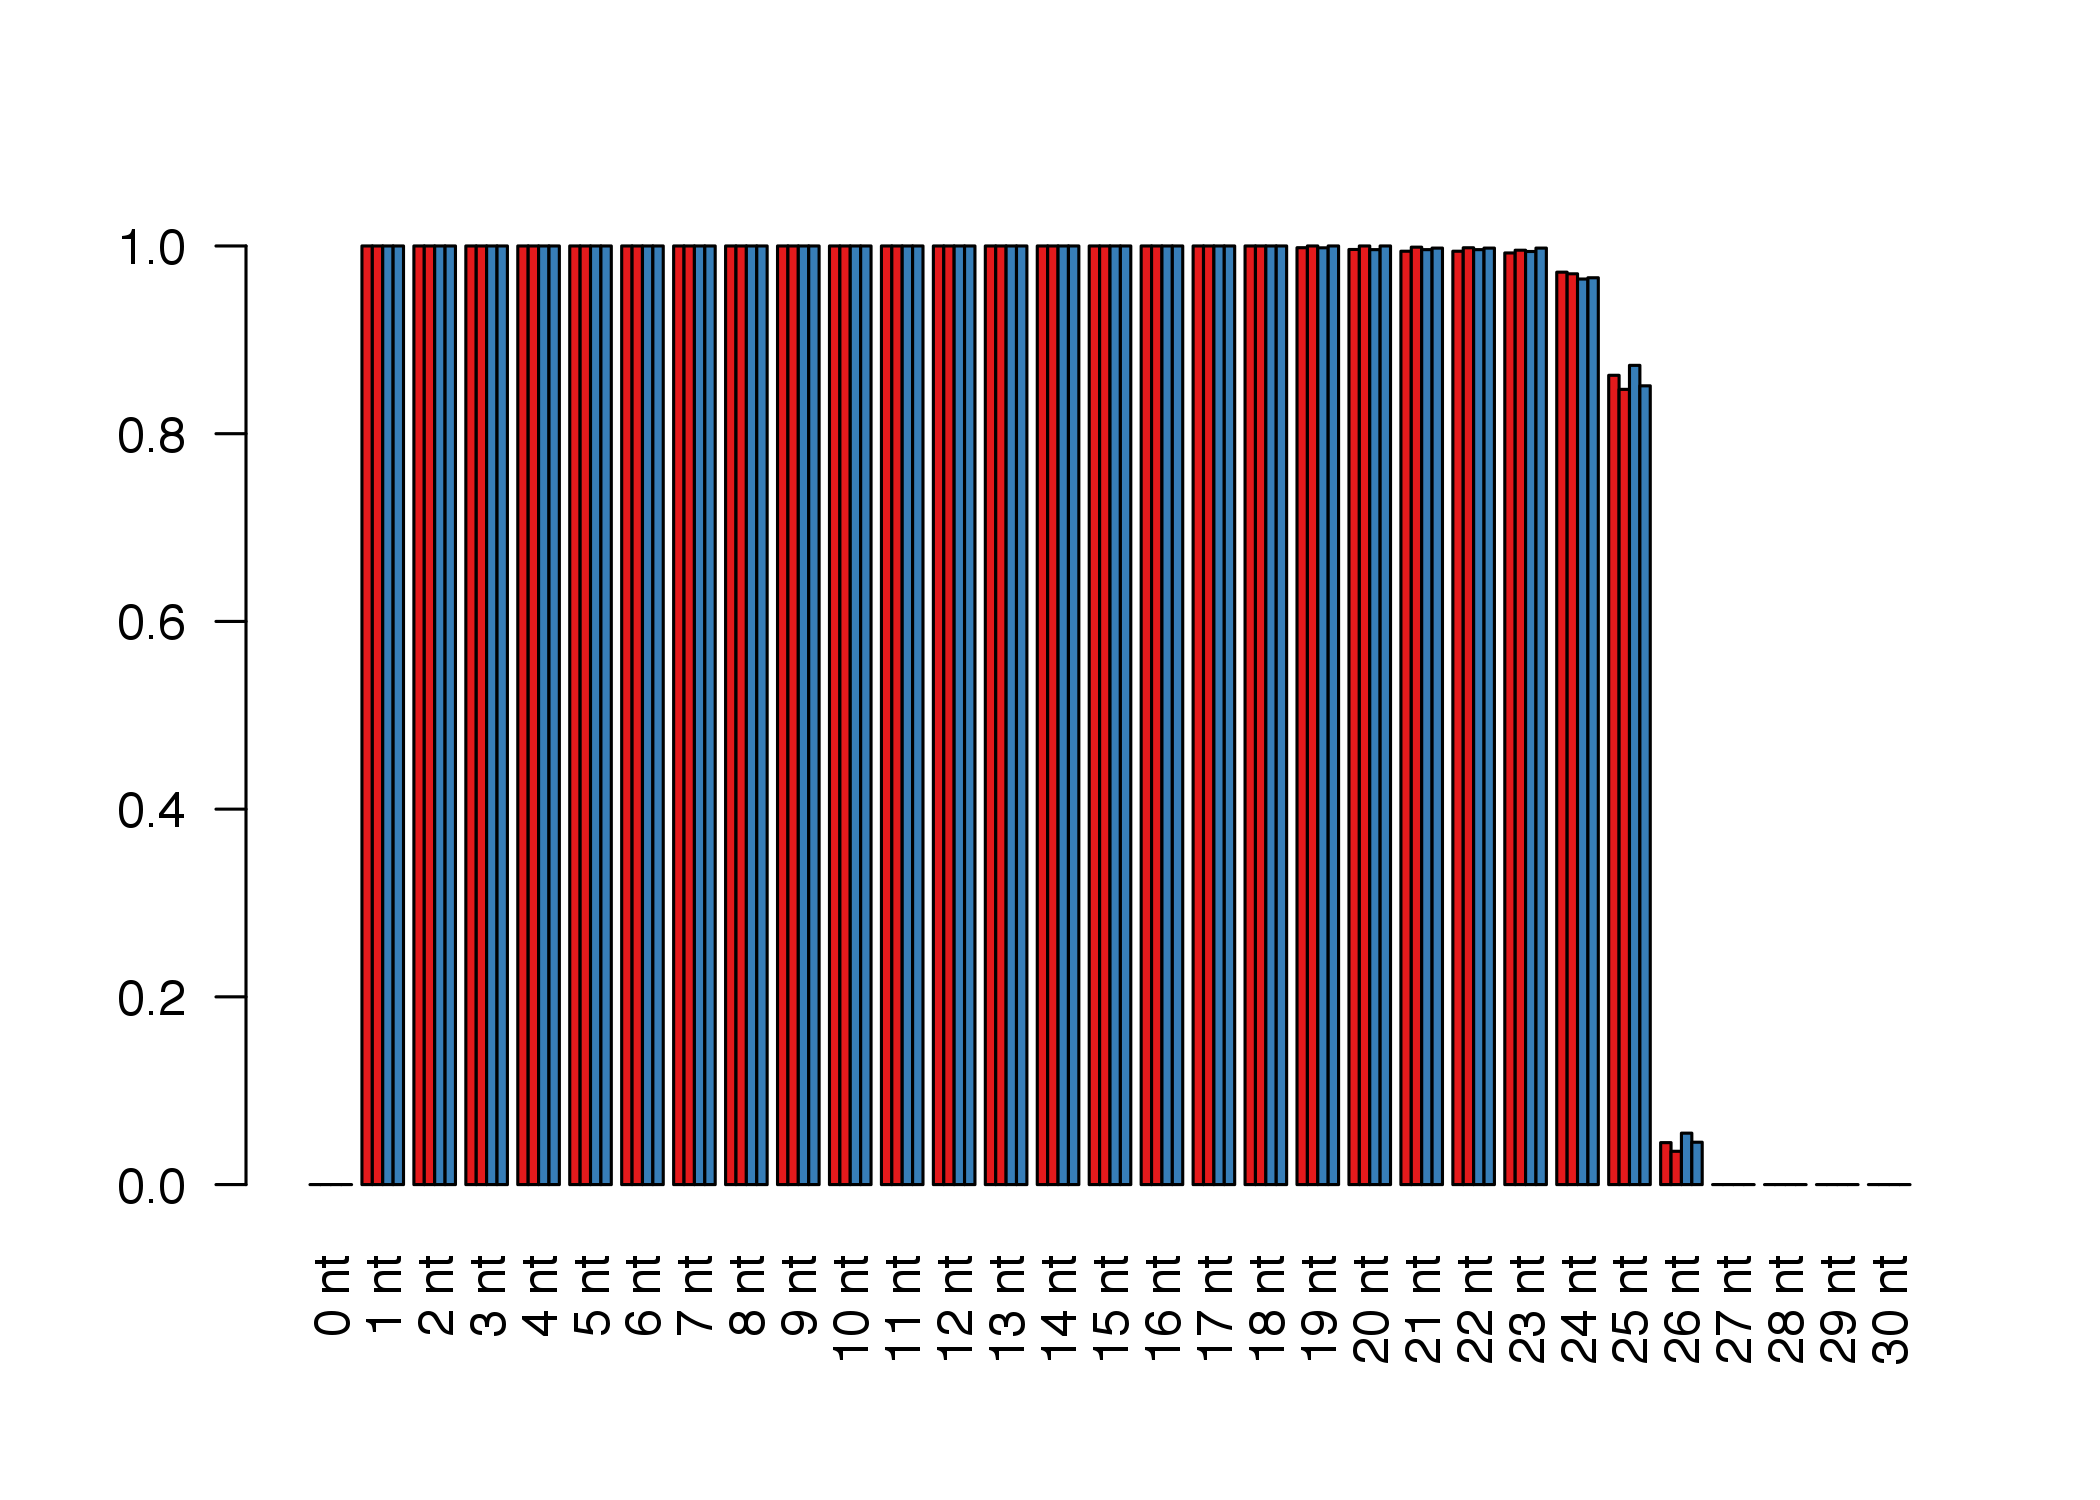 1.0
0.8
0.6
0.4
0.2
0.0
0 nt
1 nt
2 nt
3 nt
4 nt
5 nt
6 nt
7 nt
8 nt
9 nt
10 nt
11 nt
12 nt
13 nt
14 nt
15 nt
16 nt
17 nt
18 nt
19 nt
20 nt
21 nt
22 nt
23 nt
24 nt
25 nt
26 nt
27 nt
28 nt
29 nt
30 nt